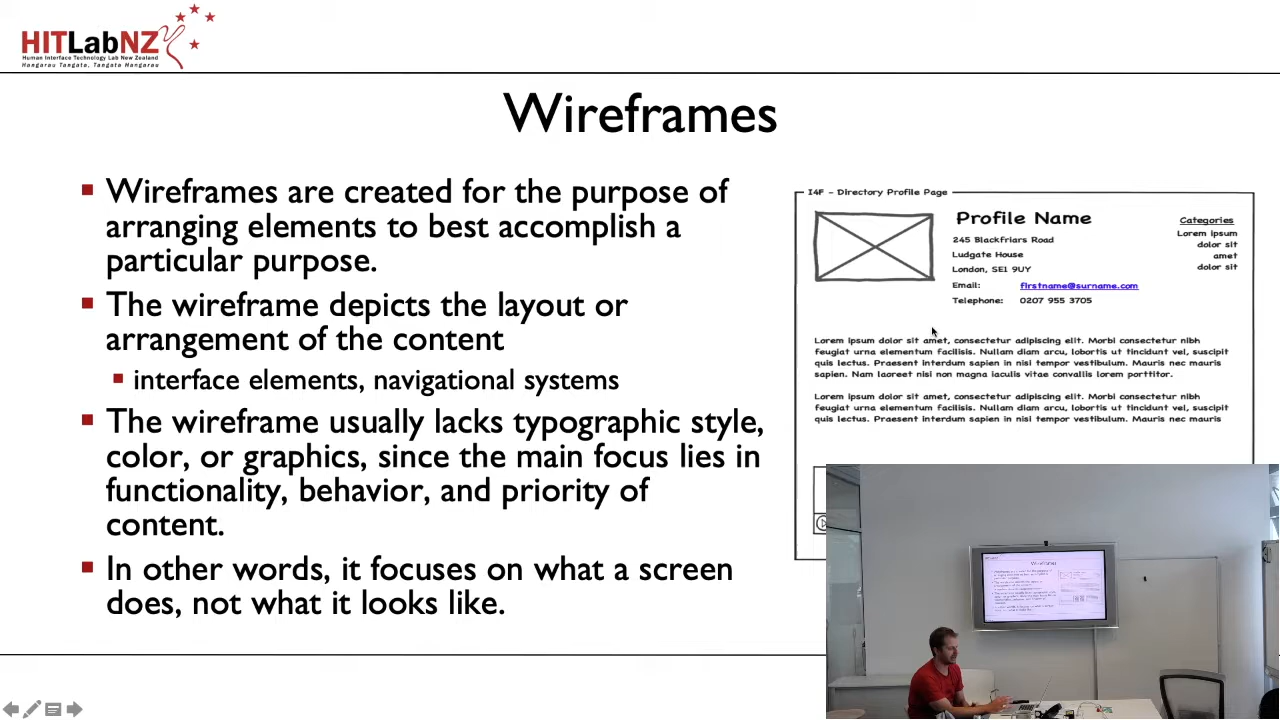 HITLabNZ
Human Interface Technology Lab New Zealand
Hangarau Tangata, Tangata Hangarau
Wireframes
Wireframes are created for the purpose of
arranging elements to best accomplish a
particular purpose.
The wireframe depicts the layout or
arrangement of the content
interface elements, navigational systems
The wireframe usually lacks typographic style,
color, or graphics, since the main focus lies in
functionality, behavior, and priority of
content.
In other words, it focuses on what a screen
does, not what it looks like.
I4F - Directory Profile Page
Profile Name
245 Blackfriars Road
Ludgate House
London, SE1 9UY
Email: firstname@surname.com
Telephone: 0207 955 3705
Categories
Lorem ipsum
dolor sit
amet
dolor sit
Lorem ipsum dolor sit amet, consectetur adipiscing elit. Morbi consectetur nibh
feugiat urna elementum facilisis. Nullam diam arcu, lobortis ut tincidunt vel, suscipit
quis lectus. Praesent interdum sapien in nisi tempor vestibulum. Mauris nec mauris
sapien. Nam laoreet nisi non magna iaculis vitae convallis lorem porttitor.
Lorem ipsum dolor sit amet, consectetur adipiscing elit. Morbi consectetur nibh
feugiat urna elementum facilisis. Nullam diam arcu, lobortis ut tincidunt vel, suscipit
quis lectus. Praesent interdum sapien in nisi tempor vestibulum. Mauris nec mauris
Wireframes